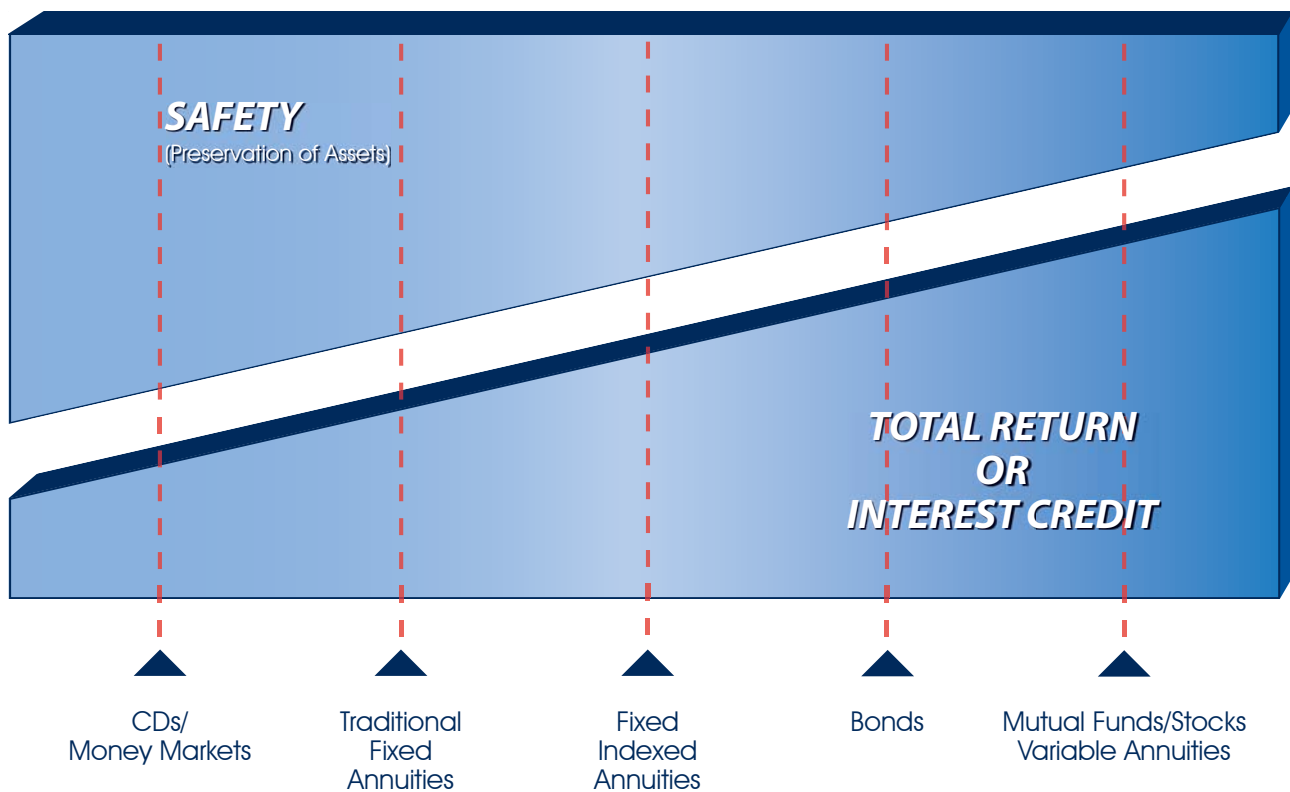 SAFETY
(Preservation of Assets)
TOTAL RETURN
OR
INTEREST CREDIT
CDs/
Money Markets
Traditional
Fixed
Annuities
Fixed
Indexed
Annuities
Bonds
Mutual Funds/Stocks
Variable Annuities